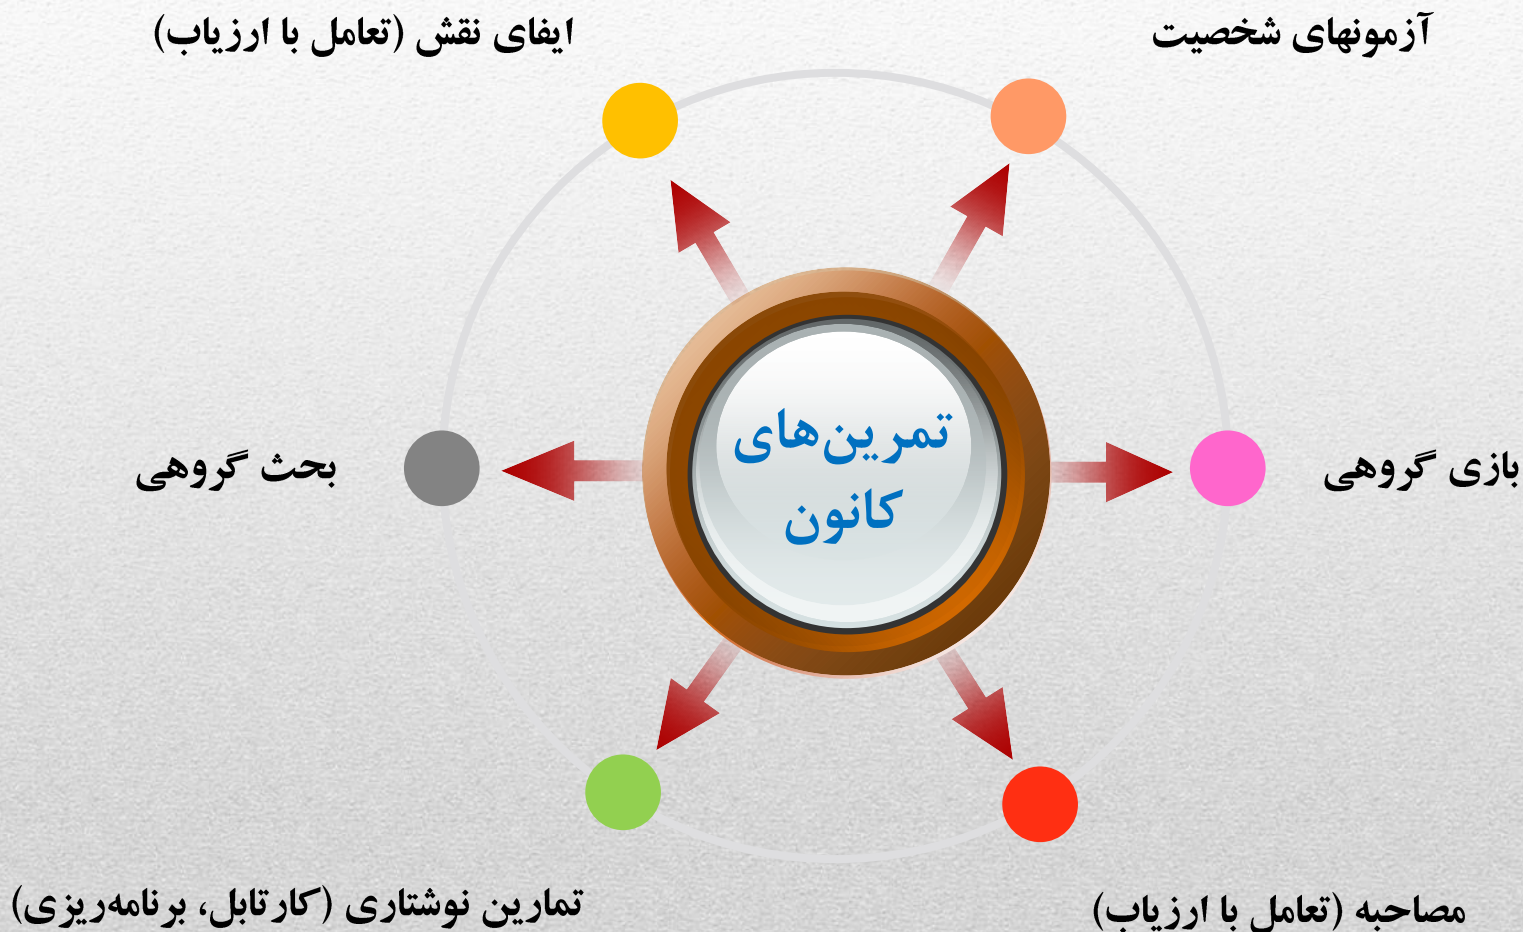 آزمونهای شخصیت
ایفای نقش (تعامل با ارزیاب)
بازی گروهی
تمرین‌های
کانون
بحث گروهی
مصاحبه (تعامل با ارزیاب)
تمارین نوشتاری (کارتابل، برنامه‌ریزی)